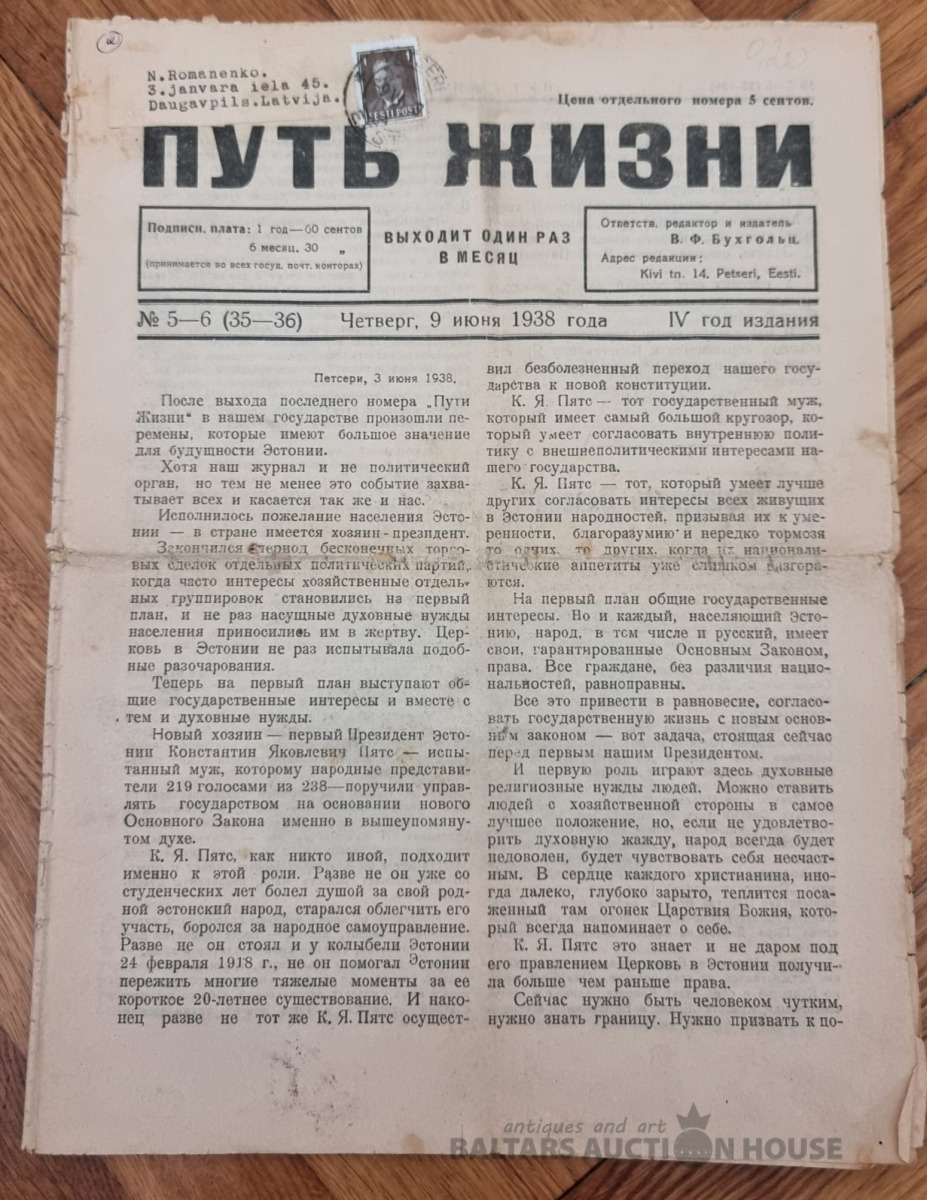 N.Romanenko.
3.janvara iela 45.
Daugavpils.Latvija.
1
EESTI POST
Цена отдельного номера 5 сентов.
ПУТЬ ЖИЗНИ
Подписн. плата: 1 год—60 сентов
6 месяц. 30 „
(принимается во всех госуд. почт. конторах)
ВЫХОДИТ ОДИН РАЗ
В МЕСЯЦ
Ответств. редактор и издатель
В. Ф. Бухгольц.
Адрес редакции:
Kivi tn. 14. Petseri, Eesti.
№ 5—6 (35—36) Четверг, 9 июня 1938 года IV год издания
Петсери, 3 июня 1938.
После выхода последнего номера „Пути
Жизни“ в нашем государстве произошли пе-
ремены, которые имеют большое значение
для будущности Эстонии.
Хотя наш журнал и не политический
орган, но тем не менее это событие захва-
тывает всех и касается так же и нас.
Исполнилось пожелание населения Эсто-
нии — в стране имеется хозяин-президент.
Закончился период бесконечных торго-
вых сделок отдельных политических партий,
когда часто интересы хозяйственные отдель-
ных группировок становились на первый
план, и не раз насущные духовные нужды
населения приносились им в жертву. Цер-
ковь в Эстонии не раз испытывала подоб-
ные разочарования.
Теперь на первый план выступают об-
щие государственные интересы и вместе с
тем и духовные нужды.
Новый хозяин — первый Президент Эсто-
нии Константин Яковлевич Пятс — испы-
танный муж, которому народные представи-
тели 219 голосами из 238—поручили управ-
лять государством на основании нового
Основного Закона именно в вышеупомяну-
том духе.
К. Я. Пятс, как никто иной, подходит
именно к этой роли. Разве не он уже со
студенческих лет болел душой за свой род-
ной эстонский народ, старался облегчить его
участь, боролся за народное самоуправление.
Разве не он стоял и у колыбели Эстонии
24 февраля 1918 г., не он помогал Эстонии
пережить многие тяжелые моменты за ее
короткое 20-летнее существование. И нако-
нец разве не тот же К. Я. Пятс осущест-
вил безболезненный переход нашего госу-
дарства к новой конституции.
К. Я. Пятс — тот государственный муж,
который имеет самый большой кругозор, ко-
торый умеет согласовать внутреннюю поли-
тику с внешнеполитическими интересами на-
шего государства.
К. Я. Пятс — тот, который умеет лучше
других согласовать интересы всех живущих
в Эстонии народностей, призывая их к уме-
ренности, благоразумию и нередко тормозя
то одних, то других, когда их национали-
стические аппетиты уже слишком разгора-
ются.
На первый план общие государственные
интересы. Но и каждый, населяющий Эсто-
нию, народ, в том числе и русский, имеет
свои, гарантированные Основным Законом,
права. Все граждане, без различия нацио-
нальностей, равноправны.
Все это привести в равновесие, согласо-
вать государственную жизнь с новым основ-
ным законом — вот задача, стоящая сейчас
перед первым нашим Президентом.
И первую роль играют здесь духовные
религиозные нужды людей. Можно ставить
людей с хозяйственной стороны в самое
лучшее положение, но, если не удовлетво-
рить духовную жажду, народ всегда будет
недоволен, будет чувствовать себя несчаст-
ным. В сердце каждого христианина, ино-
гда далеко, глубоко зарыто, теплится поса-
женный там огонек Царствия Божия, кото-
рый всегда напоминает о себе.
К. Я. Пятс это знает и не даром под
его правлением Церковь в Эстонии получи-
ла больше чем раньше права.
Сейчас нужно быть человеком чутким,
нужно знать границу. Нужно призвать к по-
antiques and art
BALTARS AUCTION HOUSE